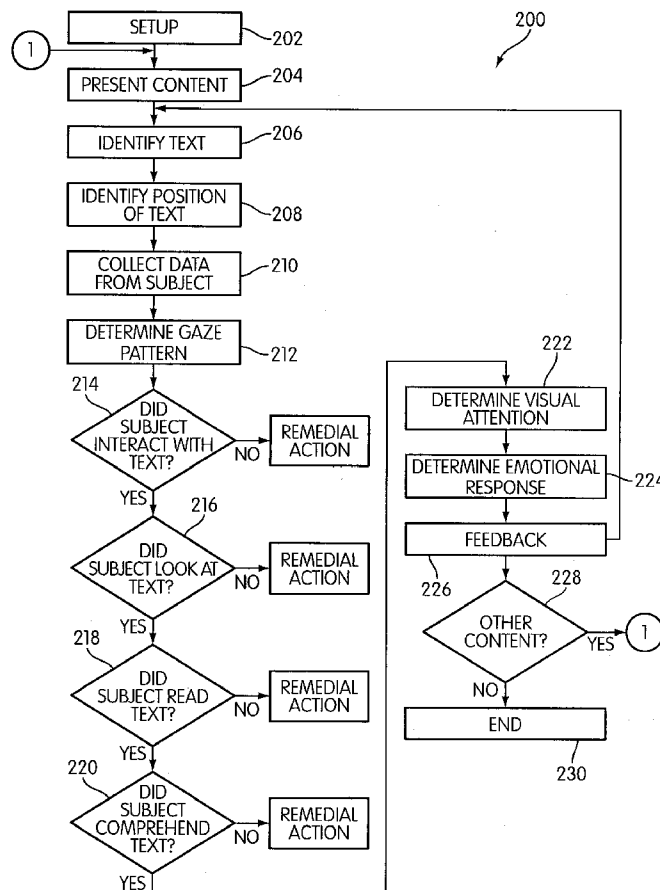 SETUP
202
200
1
PRESENT CONTENT
204
IDENTIFY TEXT
206
IDENTIFY POSITION
OF TEXT
208
COLLECT DATA
FROM SUBJECT
210
DETERMINE GAZE
PATTERN
212
214
DID
SUBJECT
INTERACT WITH
TEXT?
NO
REMEDIAL
ACTION
YES
216
DID
SUBJECT LOOK AT
TEXT?
NO
REMEDIAL
ACTION
YES
218
DID
SUBJECT READ
TEXT?
NO
REMEDIAL
ACTION
YES
220
DID
SUBJECT
COMPREHEND
TEXT?
NO
REMEDIAL
ACTION
YES
222
DETERMINE VISUAL
ATTENTION
DETERMINE EMOTIONAL
RESPONSE
224
FEEDBACK
226
228
OTHER
CONTENT?
YES
1
NO
END
230